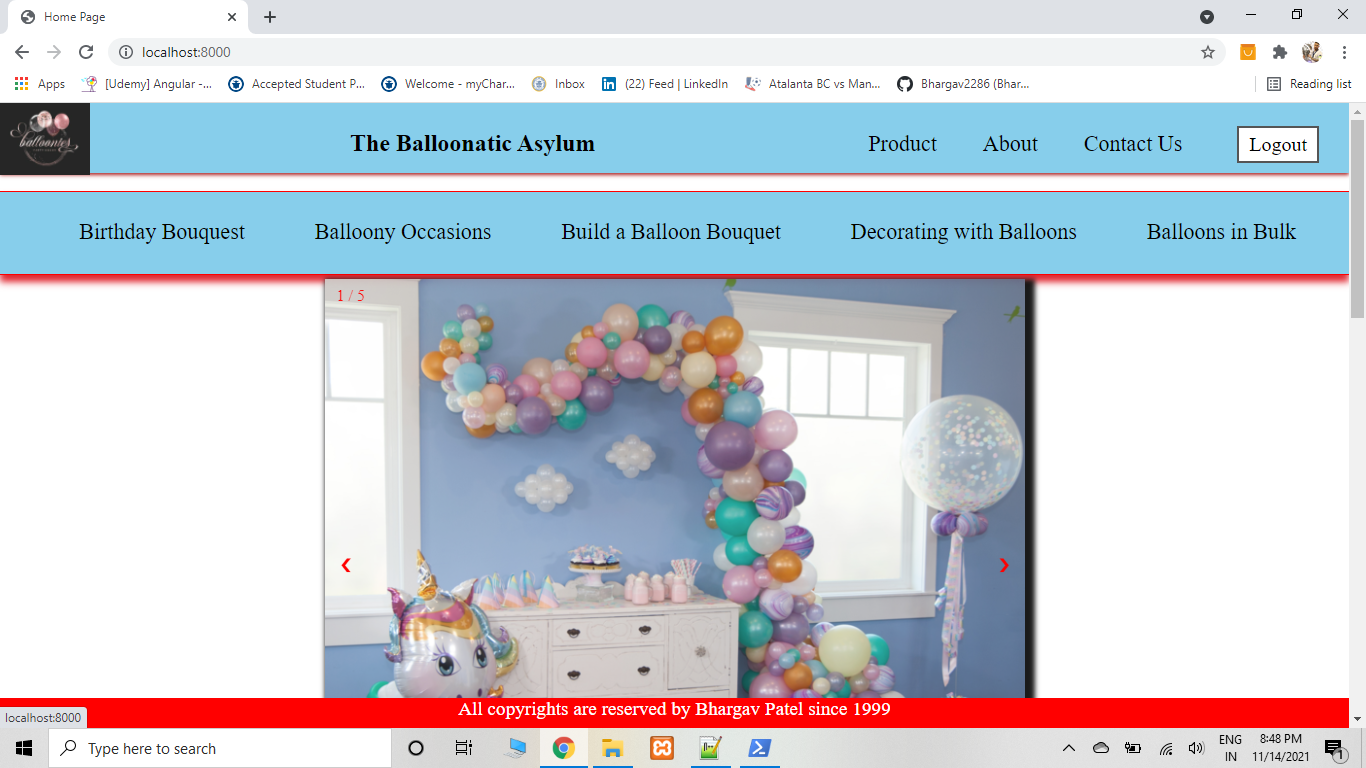 Home Page
localhost:8000
Apps
[Udemy] Angular -...
Accepted Student P...
Welcome - myChar...
Inbox
(22) Feed | LinkedIn
Atalanta BC vs Man...
Bhargav2286 (Bhar...
Reading list
balloontes
The Balloonatic Asylum
Product
About
Contact Us
Logout
Birthday Bouquest
Balloony Occasions
Build a Balloon Bouquet
Decorating with Balloons
Balloons in Bulk
1 / 5
❮
❯
All copyrights are reserved by Bhargav Patel since 1999
localhost:8000
Type here to search
ENG
IN
8:48 PM
11/14/2021
1